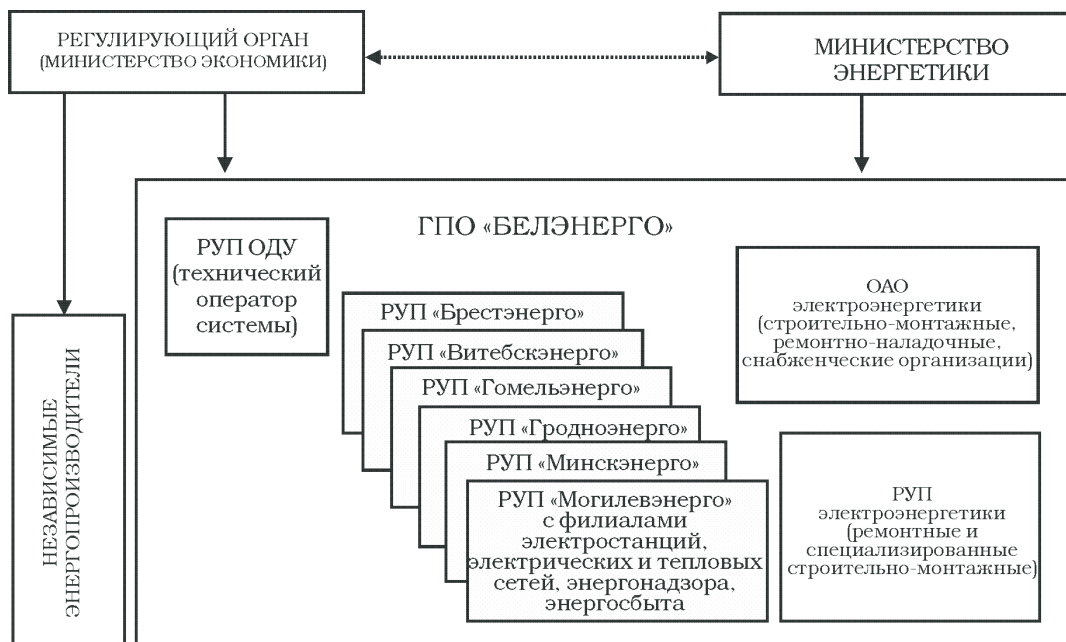 РЕГУЛИРУЮЩИЙ ОРГАН
(МИНИСТЕРСТВО ЭКОНОМИКИ)
МИНИСТЕРСТВО
ЭНЕРГЕТИКИ
ГПО «БЕЛЭНЕРГО»
РУП ОДУ
(технический
оператор
системы)
РУП «Брестэнерго»
РУП «Витебскэнерго»
РУП «Гомельэнерго»
РУП «Гродноэнерго»
РУП «Минскэнерго»
РУП «Могилевэнерго»
с филиалами
электростанций,
электрических и тепловых
сетей, энергонадзора,
энергосбыта
ОАО
электроэнергетики
(строительно-монтажные,
ремонтно-наладочные,
снабженческие организации)
РУП
электроэнергетики
(ремонтные и
специализированные
строительно-монтажные)
НЕЗАВИСИМЫЕ
ЭНЕРГОПРОИЗВОДИТЕЛИ